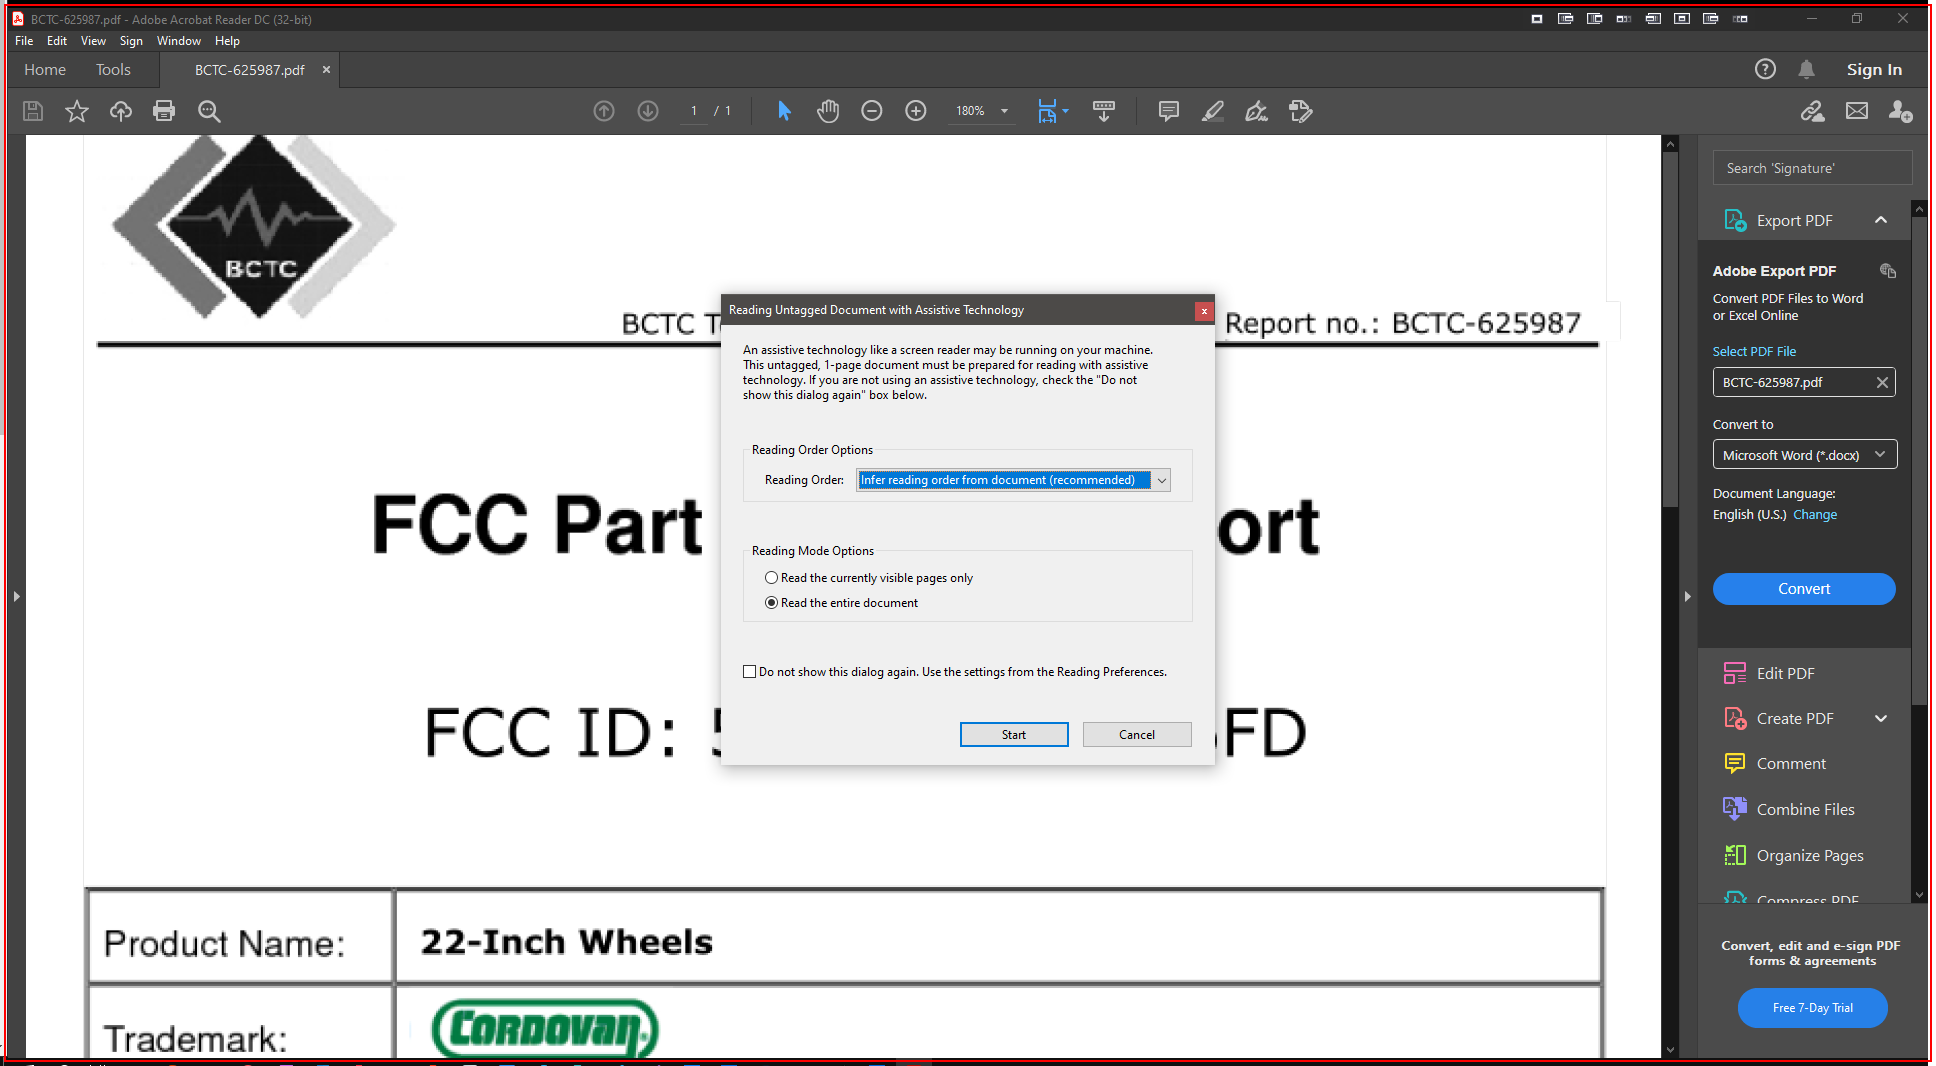 BCTC-625987.pdf - Adobe Acrobat Reader DC (32-bit)
File Edit View Sign Window Help
Home Tools BCTC-625987.pdf ×
Sign In
1 / 1
180%
BCTC
BCTC
Report no.: BCTC-625987
FCC Part
FCC ID:
Product Name: 22-Inch Wheels
Trademark: CORDOVAN
Reading Untagged Document with Assistive Technology
An assistive technology like a screen reader may be running on your machine.
This untagged, 1-page document must be prepared for reading with assistive
technology. If you are not using an assistive technology, check the "Do not
show this dialog again" box below.
Reading Order Options
Reading Order: Infer reading order from document (recommended)
Reading Mode Options
Read the currently visible pages only
Read the entire document
Do not show this dialog again. Use the settings from the Reading Preferences.
Start Cancel
Search 'Signature'
Export PDF
Adobe Export PDF
Convert PDF Files to Word
or Excel Online
Select PDF File
BCTC-625987.pdf
Convert to
Microsoft Word (*.docx)
Document Language:
English (U.S.) Change
Convert
Edit PDF
Create PDF
Comment
Combine Files
Organize Pages
Compress PDF
Convert, edit and e-sign PDF
forms & agreements
Free 7-Day Trial